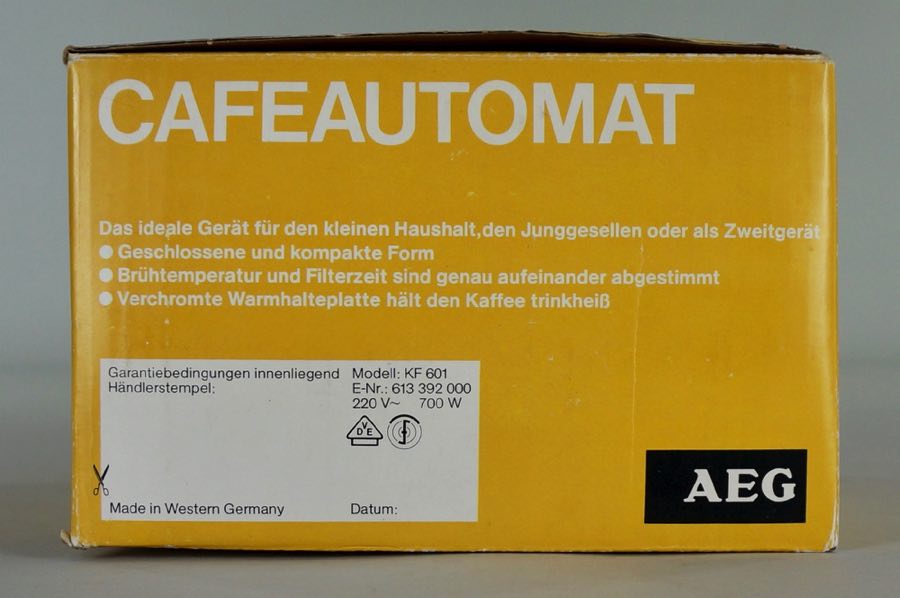 CAFEAUTOMAT
Das ideale Gerät für den kleinen Haushalt, den Junggesellen oder als Zweitgerät
● Geschlossene und kompakte Form
● Brühtemperatur und Filterzeit sind genau aufeinander abgestimmt
● Verchromte Warmhalteplatte hält den Kaffee trinkheiß
Garantiebedingungen innenliegend Modell: KF 601
Händlerstempel: E-Nr.: 613 392 000
220 V~ 700 W
VDE
Made in Western Germany Datum:
AEG